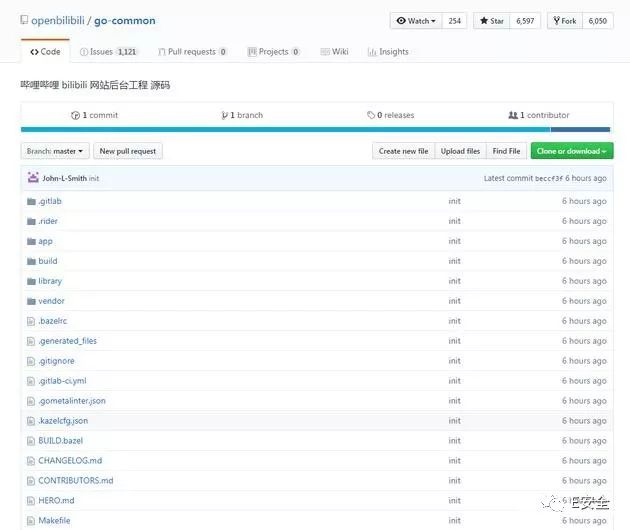 openbilibili / go-common
Watch 254 Star 6,597 Fork 6,050
Code Issues 1,121 Pull requests 0 Projects 0 Wiki Insights
哔哩哔哩 bilibili 网站后台工程 源码
1 commit 1 branch 0 releases 1 contributor
Branch: master New pull request Create new file Upload files Find File Clone or download
John-L-Smith init Latest commit beccf3f 6 hours ago
.gitlab init 6 hours ago
.rider init 6 hours ago
app init 6 hours ago
build init 6 hours ago
library init 6 hours ago
vendor init 6 hours ago
.bazelrc init 6 hours ago
.generated_files init 6 hours ago
.gitignore init 6 hours ago
.gitlab-ci.yml init 6 hours ago
.gometalinter.json init 6 hours ago
.kazelcfg.json init 6 hours ago
BUILD.bazel init 6 hours ago
CHANGELOG.md init 6 hours ago
CONTRIBUTORS.md init 6 hours ago
HERO.md init 6 hours ago
E安全
Makefile init 6 hours ago